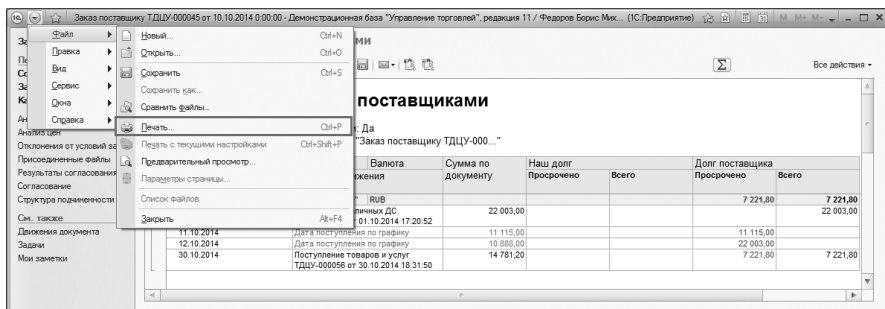 Заказ поставщику ТДЦУ-000045 от 10.10.2014 0:00:00 - Демонстрационная база "Управление торговлей", редакция 11 / Федоров Борис Мих... (1С:Предприятие)
M M+ M-
Файл
Правка
Вид
Сервис
Окна
Справка
Новый... Ctrl+N
Открыть... Ctrl+O
Сохранить Ctrl+S
Сохранить как...
Сравнить файлы...
Печать... Ctrl+P
Печать с текущими настройками Ctrl+Shift+P
Предварительный просмотр...
Параметры страницы...
Список файлов
Закрыть Alt+F4
Анализ цен
Отклонения от условий за
Присоединенные файлы
Результаты согласования
Согласование
Структура подчиненности
См. также
Движения документа
Задачи
Мои заметки
ми
Σ Все действия
поставщиками
: Да
"Заказ поставщику ТДЦУ-000..."
Валюта Сумма по документу Наш долг Долг поставщика
жения Просрочено Всего Просрочено Всего
" RUB 7 221,80 7 221,80
личных ДС 22 003,00 22 003,00
от 01.10.2014 17:20:52
11.10.2014 Дата поступления по графику 11 115,00 11 115,00
12.10.2014 Дата поступления по графику 10 888,00 22 003,00
30.10.2014 Поступление товаров и услуг 14 781,20 7 221,80 7 221,80
ТДЦУ-000056 от 30.10.2014 18:31:50